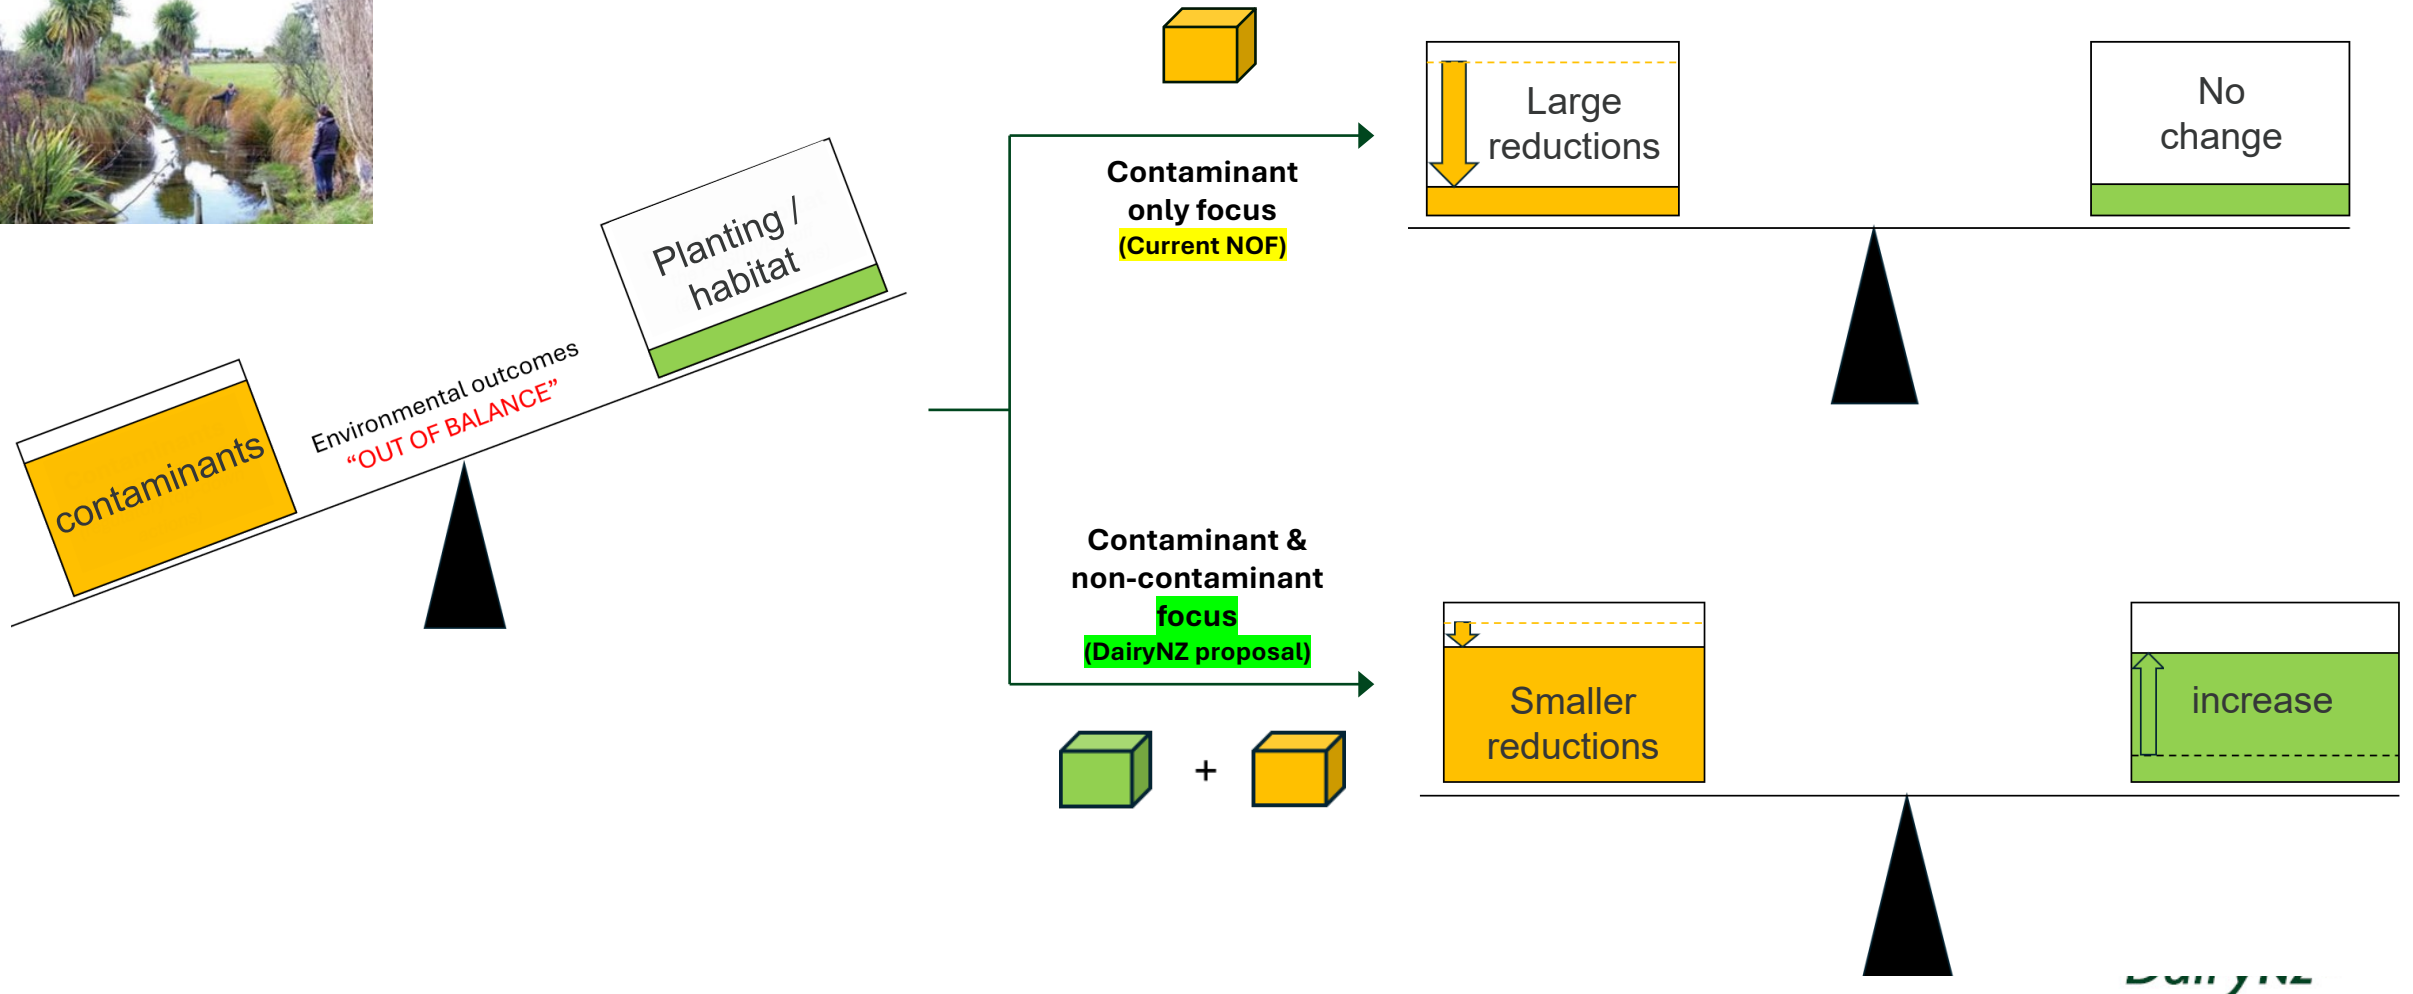 Planting /
habitat
contaminants
Environmental outcomes
“OUT OF BALANCE”
Contaminant
only focus
(Current NOF)
Large
reductions
No
change
Contaminant &
non-contaminant
focus
(DairyNZ proposal)
+
Smaller
reductions
increase
DairyNZ